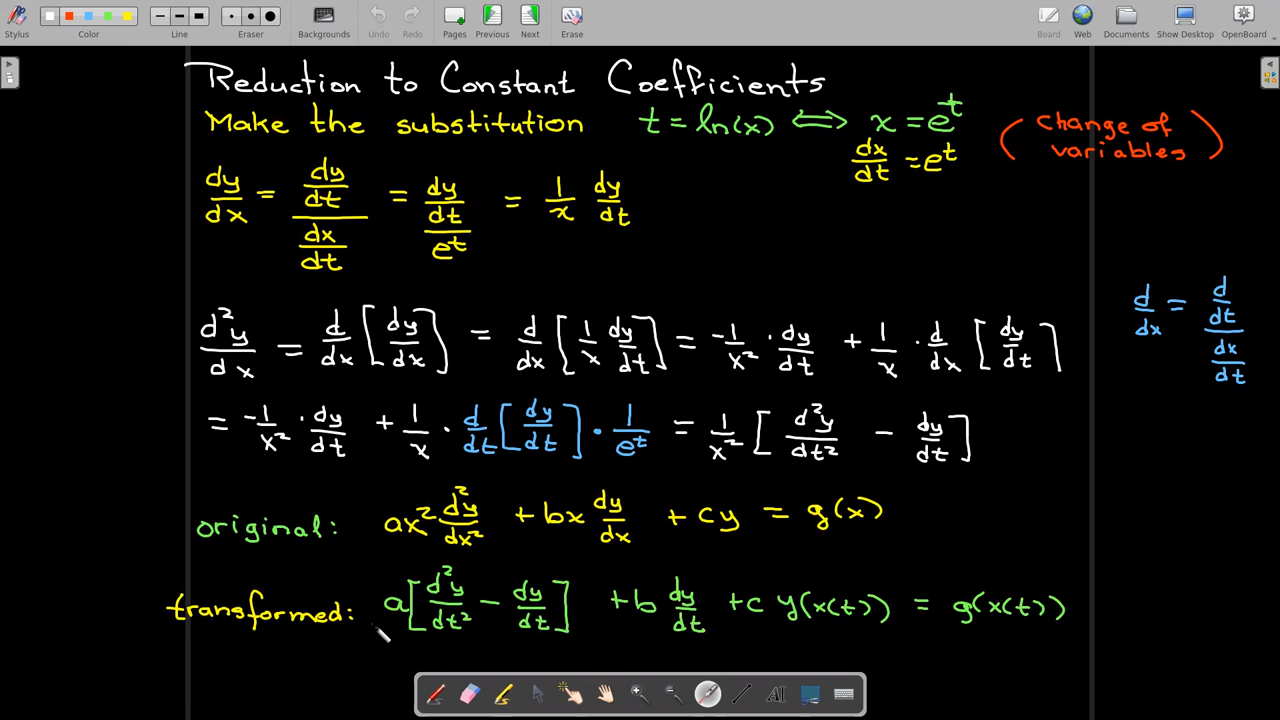 Stylus Color Line Eraser Backgrounds Undo Redo Pages Previous Next Erase Board Web Documents Show Desktop OpenBoard
Reduction to Constant Coefficients
Make the substitution t = ln(x) ⟺ x = e^t
dx/dt = e^t
(change of variables)
dy/dx = (dy/dt)/(dx/dt) = (dy/dt)/e^t = 1/x dy/dt
d/dx = (d/dt)/(dx/dt)
d²y/dx = d/dx [dy/dx] = d/dx [1/x dy/dt] = -1/x² · dy/dt + 1/x · d/dx [dy/dt]
= -1/x² · dy/dt + 1/x · d/dt [dy/dt] · 1/e^t = 1/x² [d²y/dt² - dy/dt]
original: ax² d²y/dx² + bx dy/dx + cy = g(x)
transformed: a[d²y/dt² - dy/dt] + b dy/dt + c y(x(t)) = g(x(t))